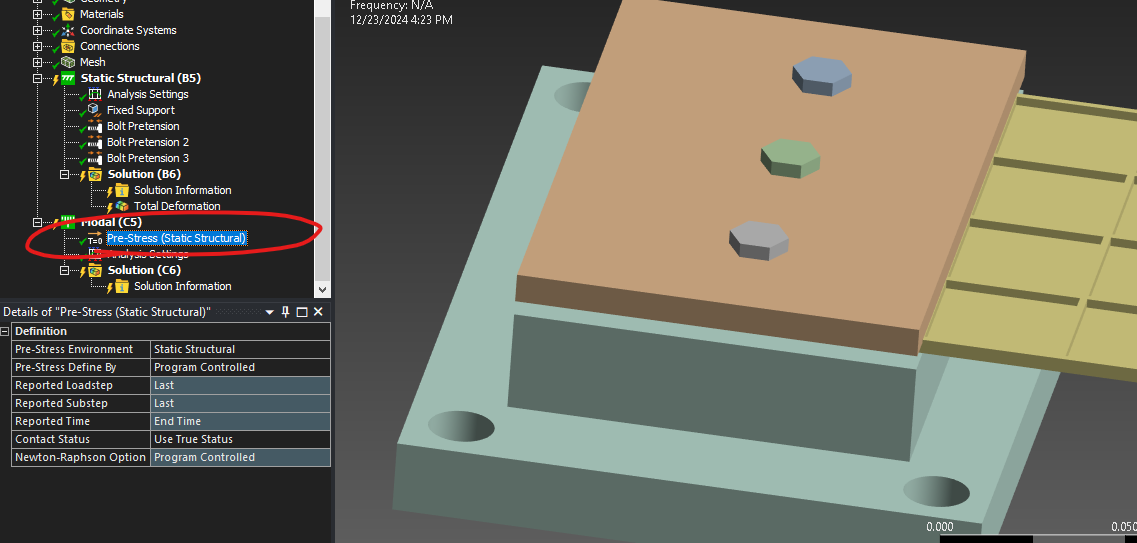 Geometry
Materials
Coordinate Systems
Connections
Mesh
Static Structural (B5)
Analysis Settings
Fixed Support
Bolt Pretension
Bolt Pretension 2
Bolt Pretension 3
Solution (B6)
Solution Information
Total Deformation
Modal (C5)
T=0 Pre-Stress (Static Structural)
Analysis Settings
Solution (C6)
Solution Information
Details of "Pre-Stress (Static Structural)"
Definition
Pre-Stress Environment Static Structural
Pre-Stress Define By Program Controlled
Reported Loadstep Last
Reported Substep Last
Reported Time End Time
Contact Status Use True Status
Newton-Raphson Option Program Controlled
Frequency: N/A
12/23/2024 4:23 PM
0.000
0.050